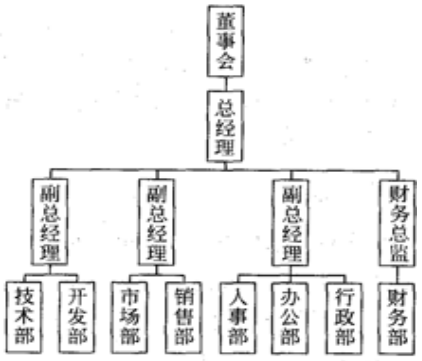 董事会
总经理
副总经理
副总经理
副总经理
财务总监
技术部
开发部
市场部
销售部
人事部
办公部
行政部
财务部